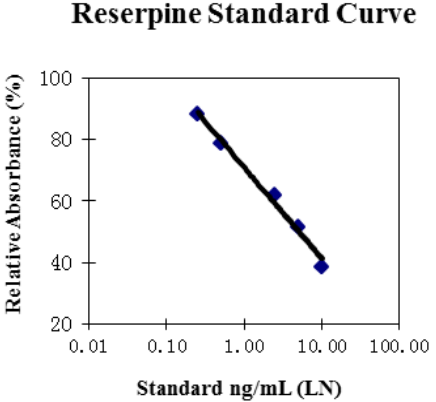 Reserpine Standard Curve
Relative Absorbance (%)
100
80
60
40
20
0.01 0.10 1.00 10.00 100.00
Standard ng/mL (LN)